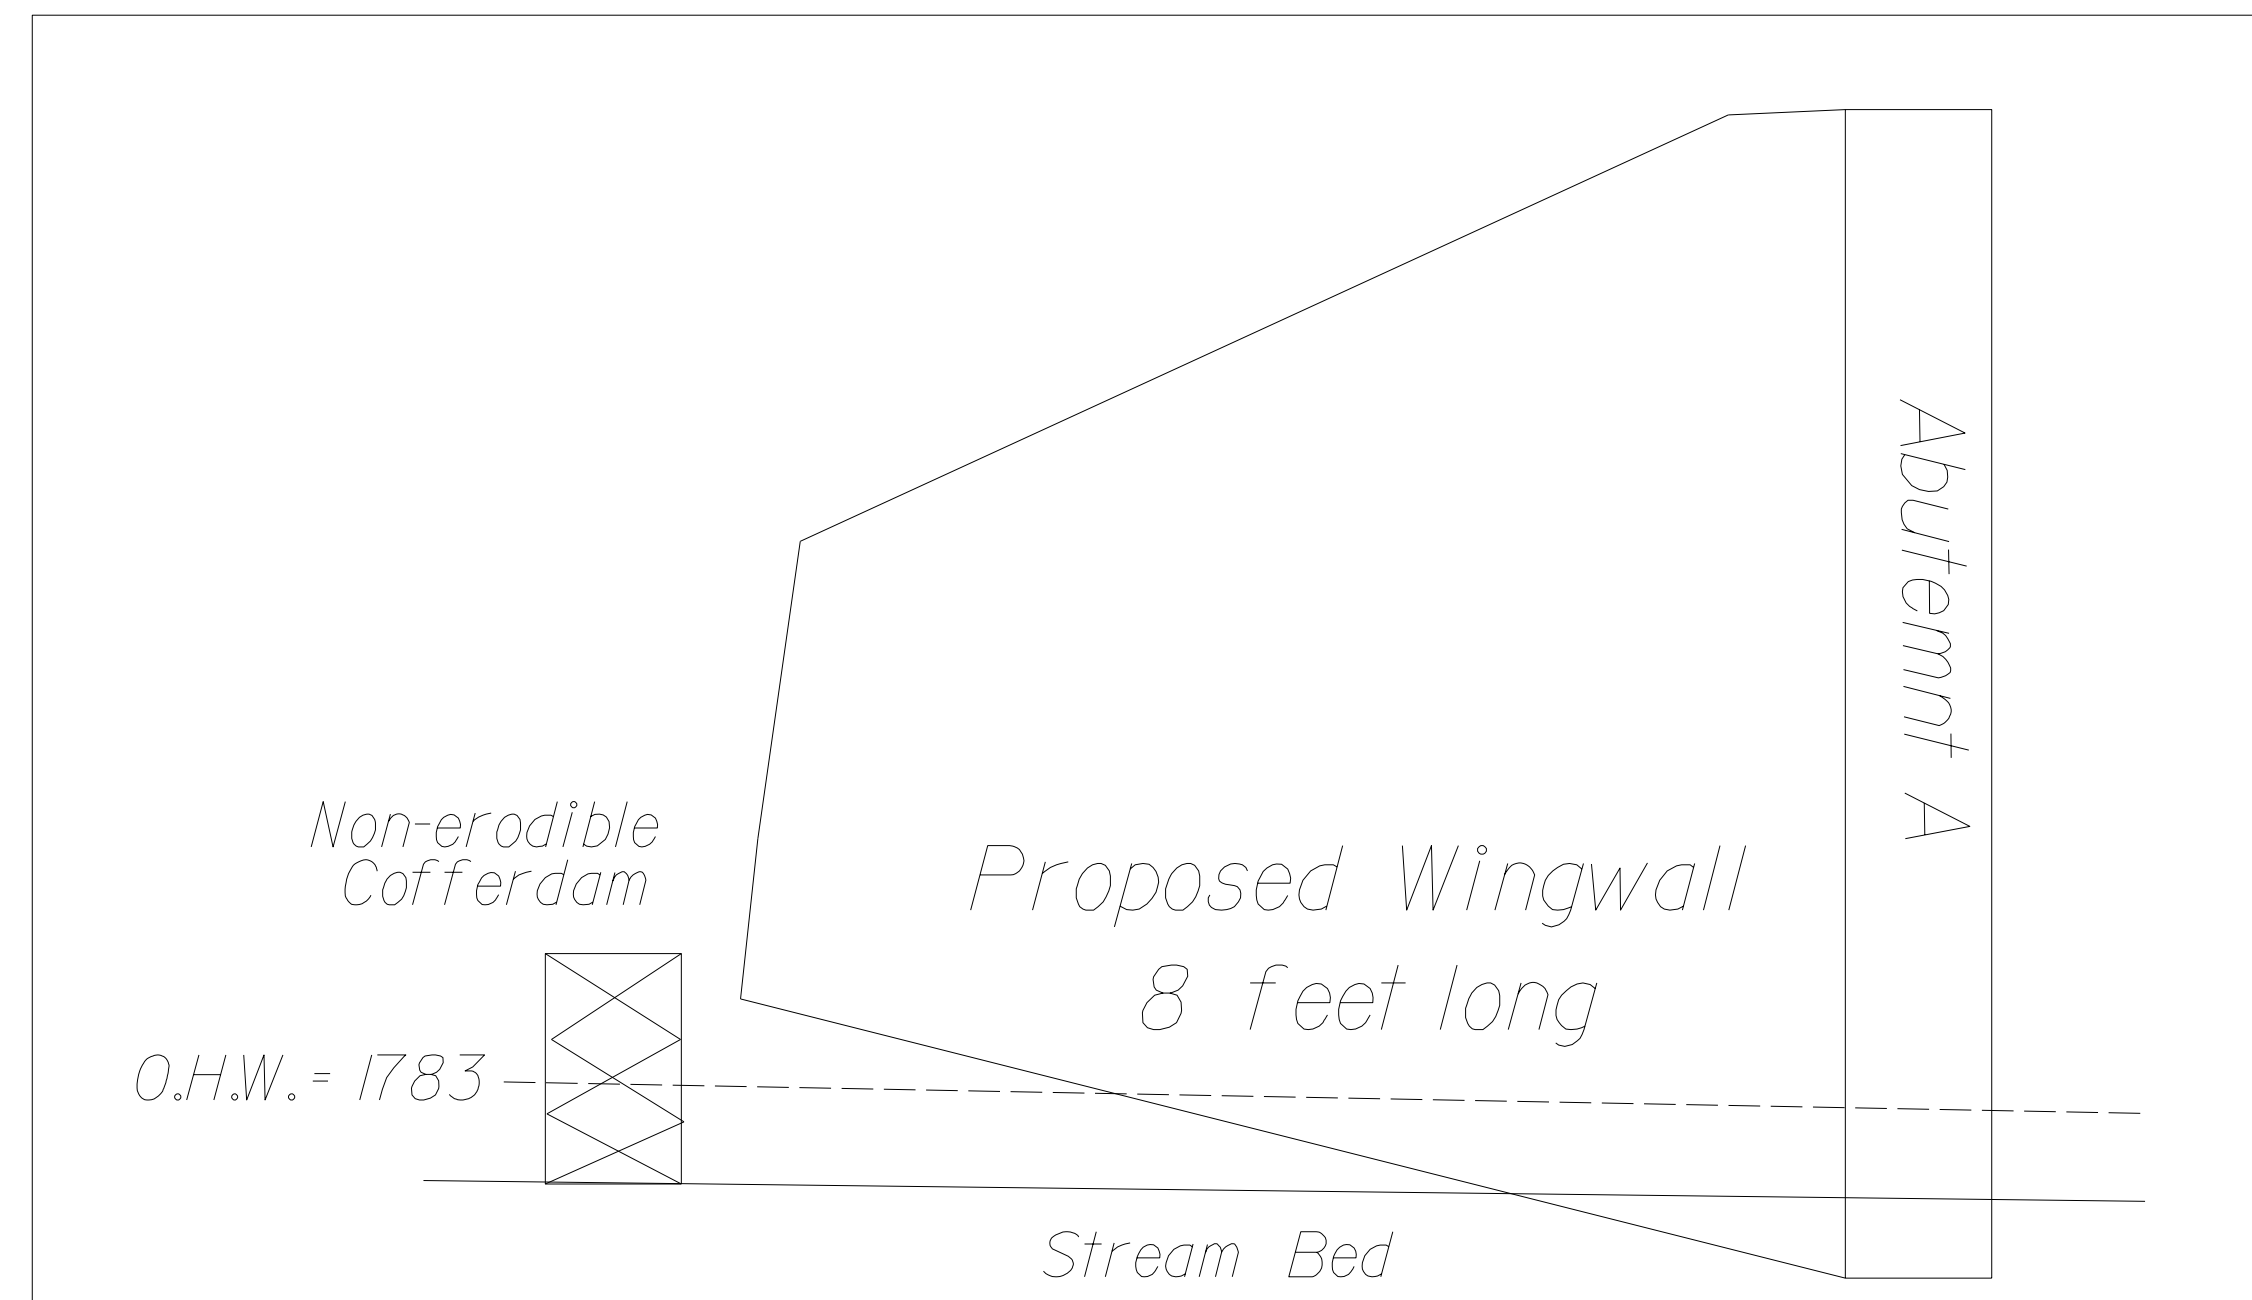 Abutemnt A
Non-erodible
Cofferdam
Proposed Wingwall
8 feet long
O.H.W.= 1783
Stream Bed